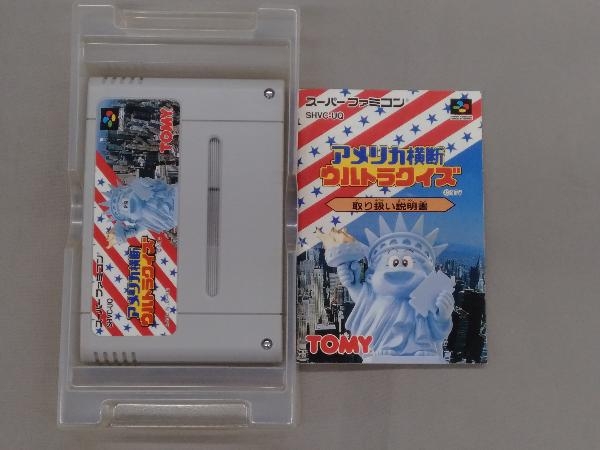 スーパーファミコン
SHVC-UQ
アメリカ横断
ウルトラクイズ
TOMY
スーパーファミコン
SHVC-UQ
アメリカ横断
ウルトラクイズ
取り扱い説明書
TOMY